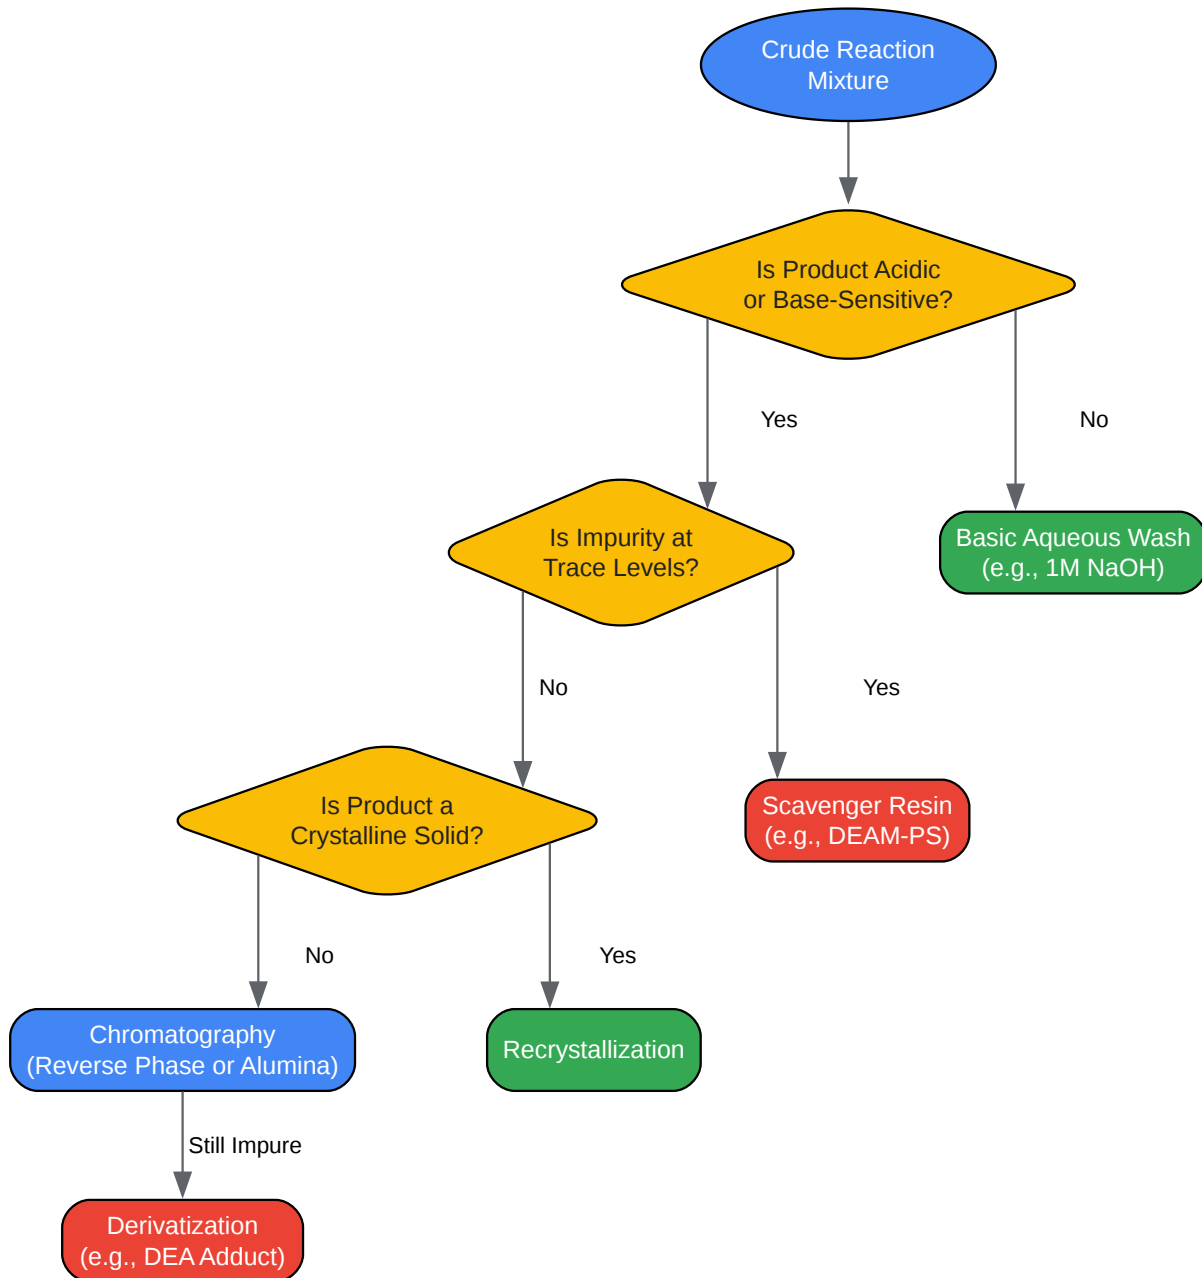 Crude Reaction
Mixture
Is Product Acidic
or Base-Sensitive?
Yes
No
Is Impurity at
Trace Levels?
Basic Aqueous Wash
(e.g., 1M NaOH)
No
Yes
Is Product a
Crystalline Solid?
Scavenger Resin
(e.g., DEAM-PS)
No
Yes
Chromatography
(Reverse Phase or Alumina)
Recrystallization
Still Impure
Derivatization
(e.g., DEA Adduct)